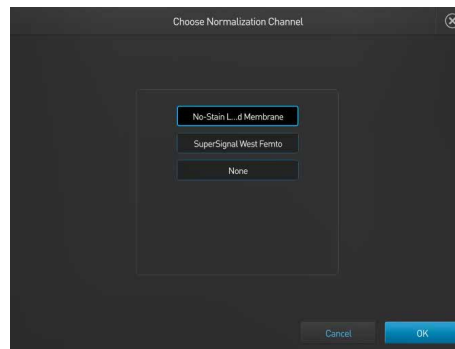 Choose Normalization Channel
No-Stain L...d Membrane
SuperSignal West Femto
None
Cancel
OK